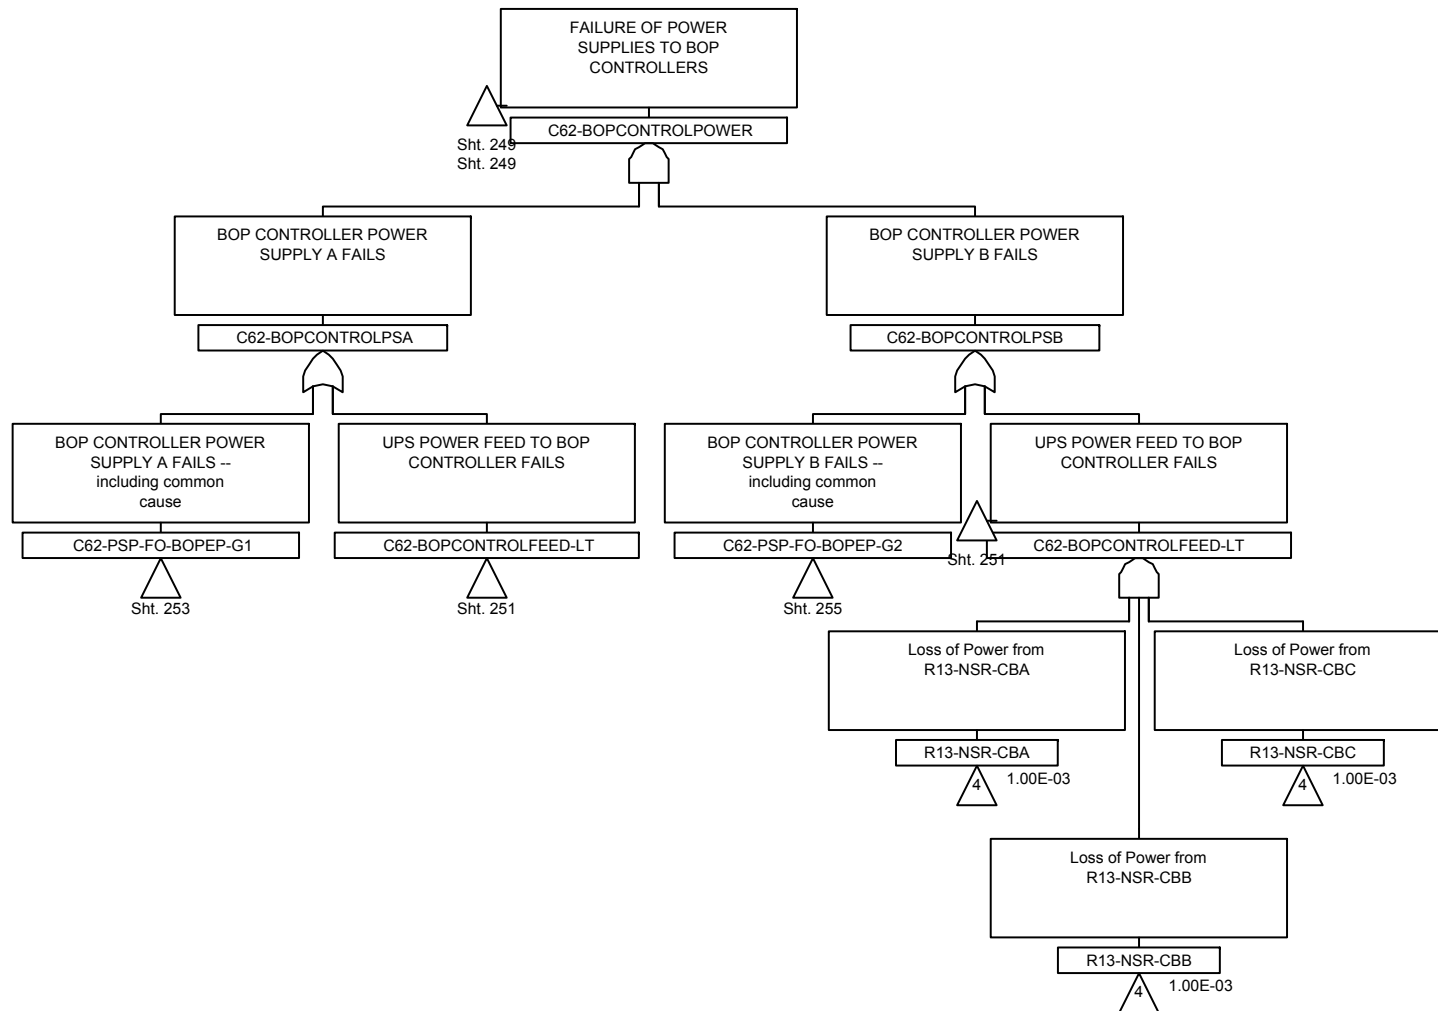 FAILURE OF POWER
SUPPLIES TO BOP
CONTROLLERS
C62-BOPCONTROLPOWER
Sht. 249
Sht. 249
BOP CONTROLLER POWER
SUPPLY A FAILS
C62-BOPCONTROLPSA
BOP CONTROLLER POWER
SUPPLY B FAILS
C62-BOPCONTROLPSB
BOP CONTROLLER POWER
SUPPLY A FAILS --
including common
cause
C62-PSP-FO-BOPEP-G1
Sht. 253
UPS POWER FEED TO BOP
CONTROLLER FAILS
C62-BOPCONTROLFEED-LT
Sht. 251
BOP CONTROLLER POWER
SUPPLY B FAILS --
including common
cause
C62-PSP-FO-BOPEP-G2
Sht. 255
UPS POWER FEED TO BOP
CONTROLLER FAILS
C62-BOPCONTROLFEED-LT
Sht. 251
Loss of Power from
R13-NSR-CBA
R13-NSR-CBA
4
1.00E-03
Loss of Power from
R13-NSR-CBC
R13-NSR-CBC
4
1.00E-03
Loss of Power from
R13-NSR-CBB
R13-NSR-CBB
4
1.00E-03